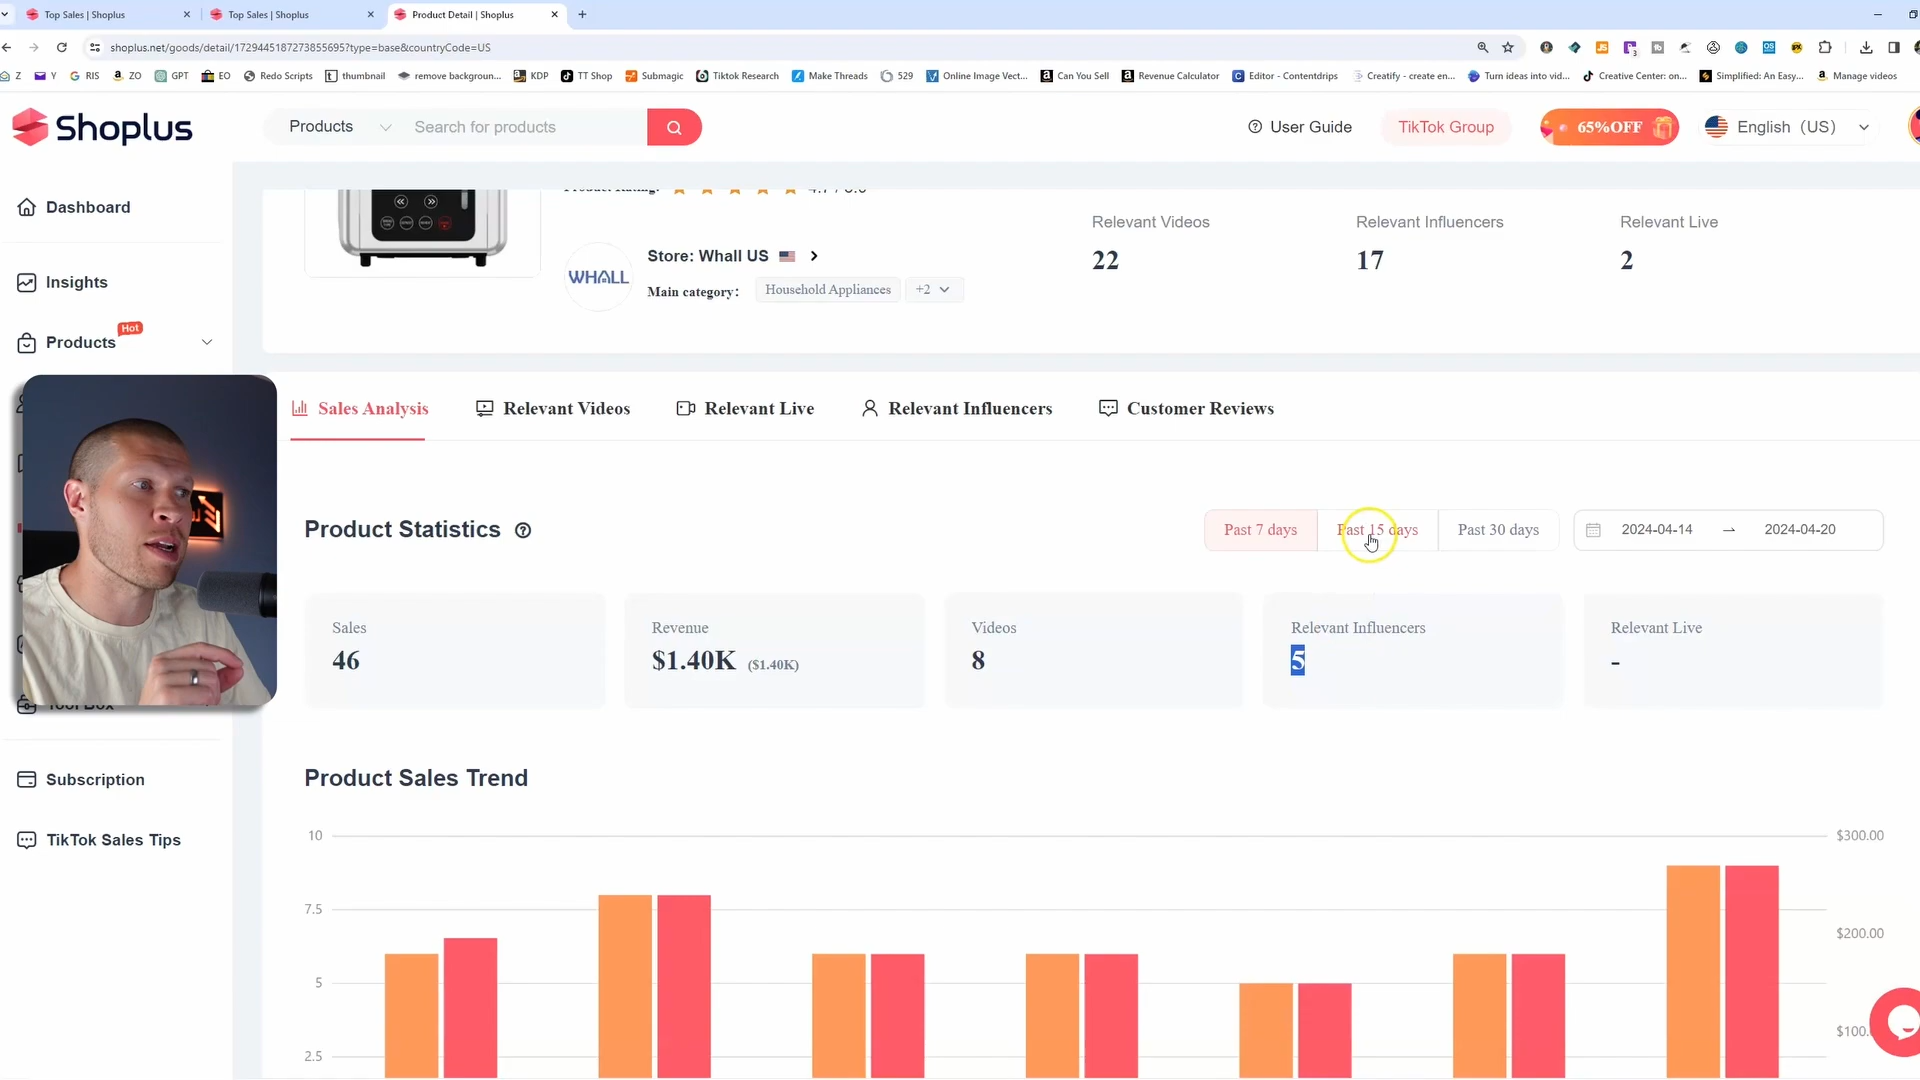 Top Sales | Shoplus
Top Sales | Shoplus
Product Detail | Shoplus
shoplus.net/goods/detail/1729445187273855695?type=base&countryCode=US
Z
Y
RIS
ZO
GPT
EO
Redo Scripts
thumbnail
remove backgroun...
KDP
TT Shop
Submagic
Tiktok Research
Make Threads
529
Online Image Vect...
Can You Sell
Revenue Calculator
Editor - Contentdrips
Creatify - create en...
Turn ideas into vid...
Creative Center: on...
Simplified: An Easy...
Manage videos
Shoplus
Products
Search for products
User Guide
TikTok Group
65%OFF
English (US)
Dashboard
Insights
Products
Hot
Subscription
TikTok Sales Tips
WHALL
Store: Whall US
Main category:
Household Appliances
+2
Relevant Videos
22
Relevant Influencers
17
Relevant Live
2
Sales Analysis
Relevant Videos
Relevant Live
Relevant Influencers
Customer Reviews
Product Statistics
Past 7 days
Past 15 days
Past 30 days
2024-04-14 → 2024-04-20
Sales
46
Revenue
$1.40K ($1.40K)
Videos
8
Relevant Influencers
5
Relevant Live
-
Product Sales Trend
10
7.5
5
2.5
$300.00
$200.00
$100.